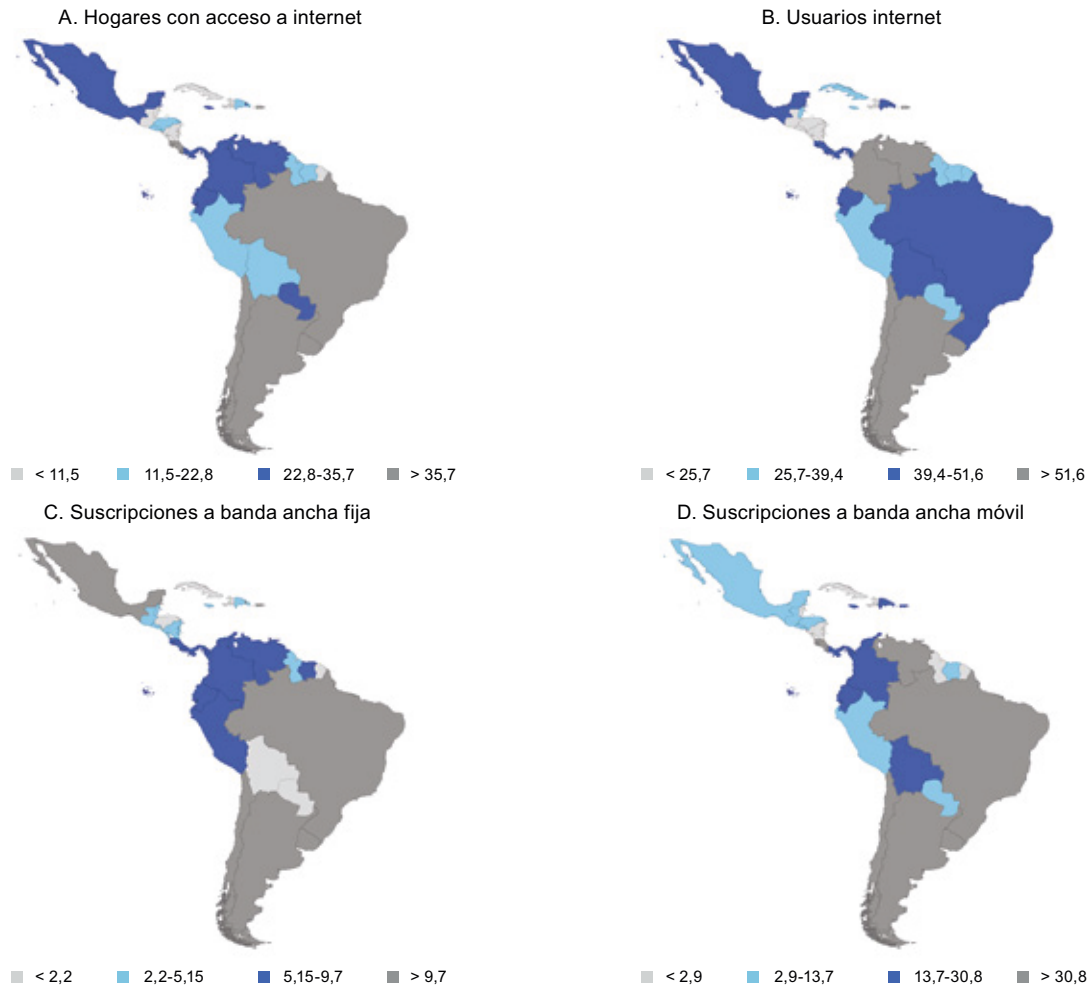 A. Hogares con acceso a internet
B. Usuarios internet
< 11,5 11,5-22,8 22,8-35,7 > 35,7
< 25,7 25,7-39,4 39,4-51,6 > 51,6
C. Suscripciones a banda ancha fija
D. Suscripciones a banda ancha móvil
< 2,2 2,2-5,15 5,15-9,7 > 9,7
< 2,9 2,9-13,7 13,7-30,8 > 30,8